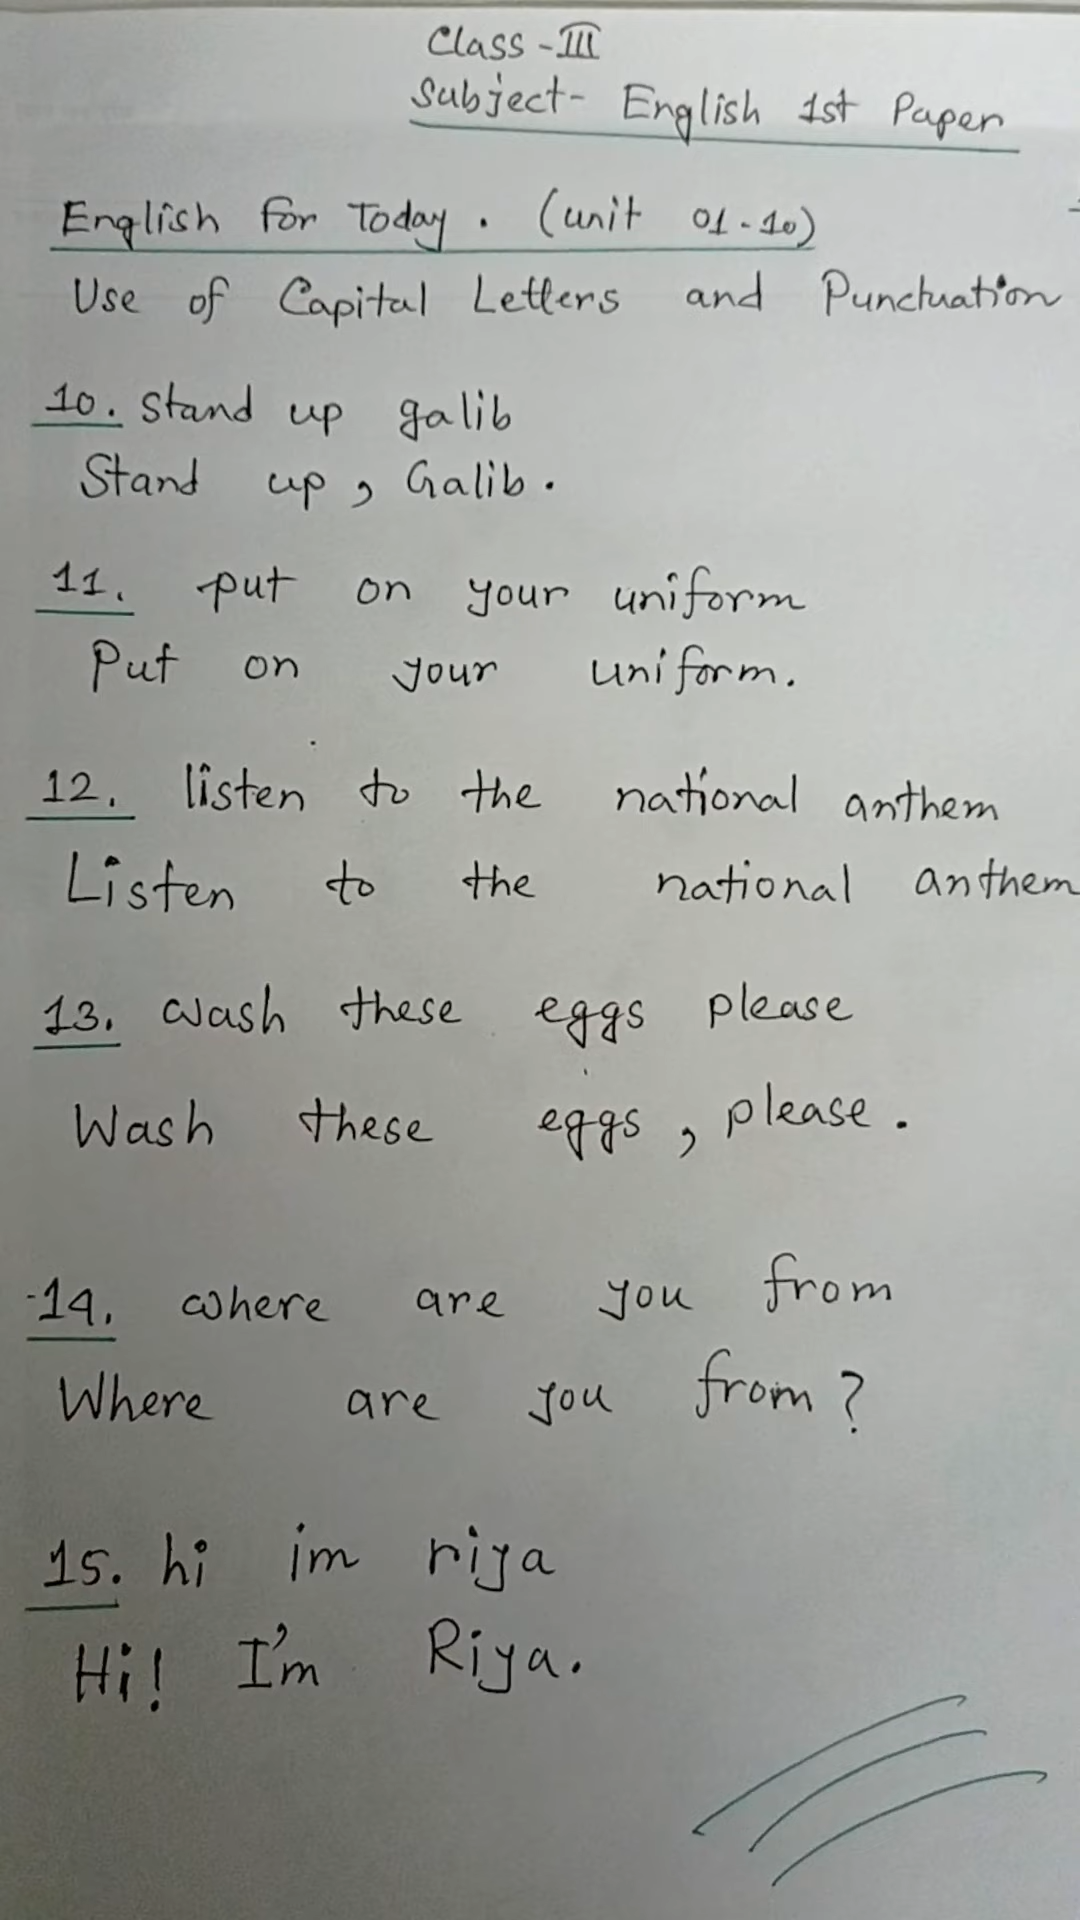 Class - III
Subject - English 1st Paper
English for Today. (unit 01-10)
Use of Capital Letters and Punctuation
10. stand up galib
Stand up, Galib.
11. put on your uniform
Put on your uniform.
12. listen to the national anthem
Listen to the national anthem
13. wash these eggs please
Wash these eggs, please.
14. where are you from
Where are you from?
15. hi im riya
Hi! I'm Riya.